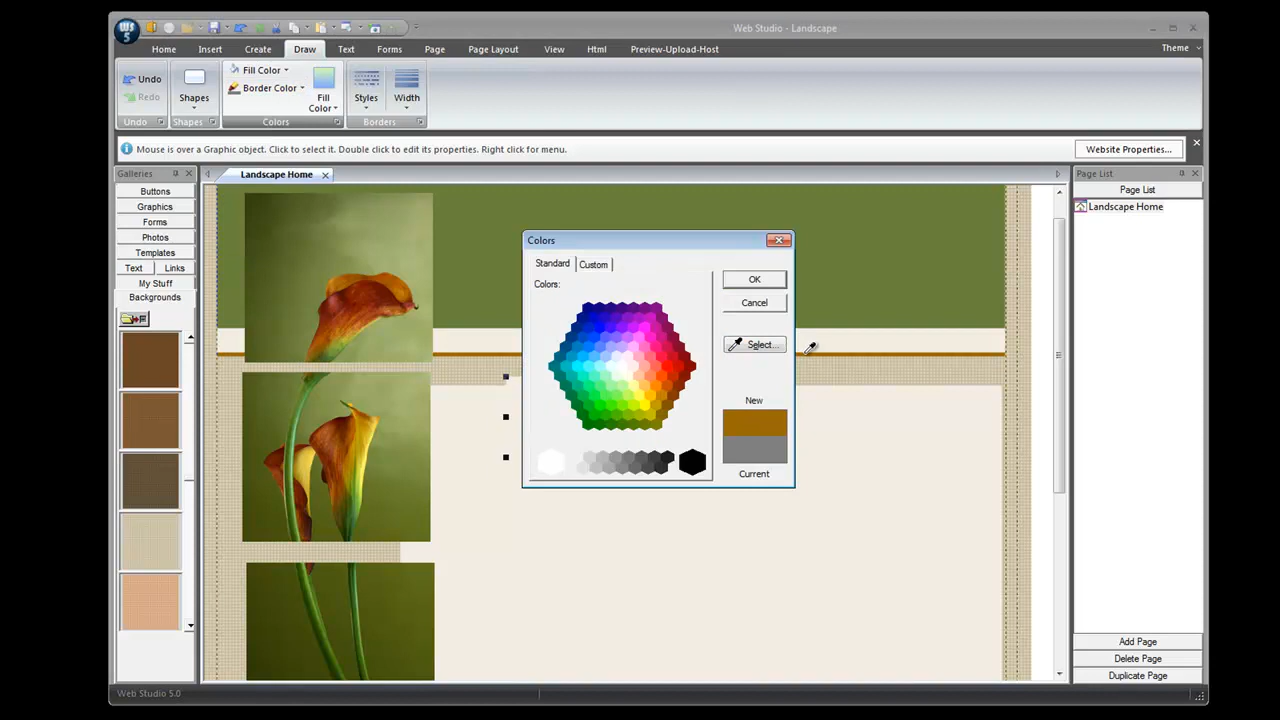 Web Studio - Landscape
WS
5
Home Insert Create Draw Text Forms Page Page Layout View Html Preview-Upload-Host
Theme
Undo
Redo
Undo
Shapes
Shapes
Fill Color
Border Color
Fill
Color
Colors
Styles
Width
Borders
Mouse is over a Graphic object. Click to select it. Double click to edit its properties. Right click for menu.
Website Properties...
Galleries
Buttons
Graphics
Forms
Photos
Templates
Text Links
My Stuff
Backgrounds
Landscape Home
Colors
Standard
Custom
Colors:
OK
Cancel
Select...
New
Current
Page List
Page List
Landscape Home
Add Page
Delete Page
Duplicate Page
Web Studio 5.0